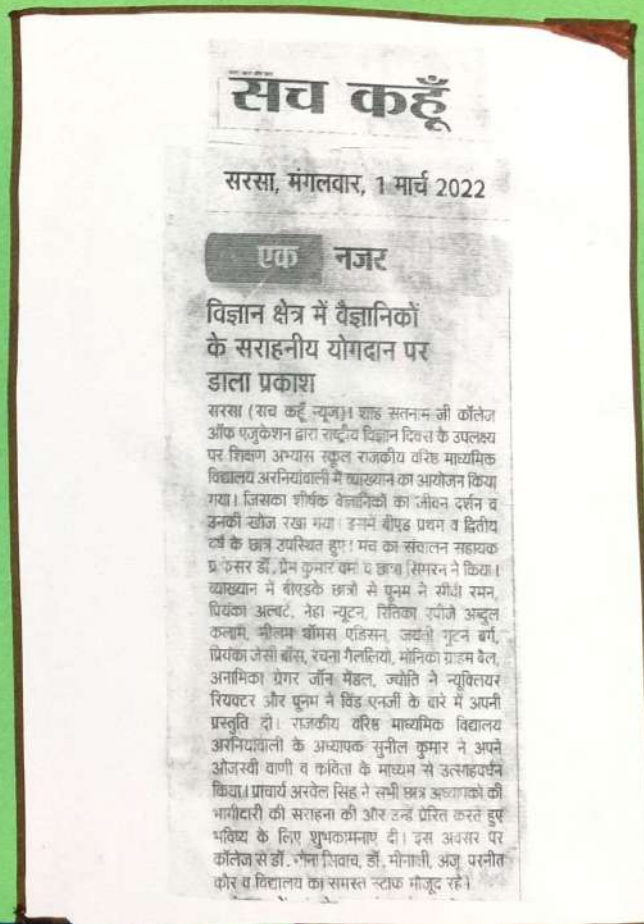 सच कहूँ
सरसा, मंगलवार, 1 मार्च 2022
एक नजर
विज्ञान क्षेत्र में वैज्ञानिकों
के सराहनीय योगदान पर
डाला प्रकाश
सरसा (सच कहूँ न्यूज)। शाह सतनाम जी कॉलेज
ऑफ एजुकेशन द्वारा राष्ट्रीय विज्ञान दिवस के उपलक्ष्य
पर शिक्षण अभ्यास स्कूल राजकीय वरिष्ठ माध्यमिक
विद्यालय अरनियांवाली में व्याख्यान का आयोजन किया
गया। जिसका शीर्षक वैज्ञानिकों का जीवन दर्शन व
उनकी खोज रखा गया। इसमें बीएड प्रथम व द्वितीय
वर्ष के छात्र उपस्थित हुए। मंच का संचालन सहायक
डॉ. प्रेम कुमार वर्मा व छात्रा सिमरन ने किया।
व्याख्यान में बीएडके छात्रों से पूनम ने सीवी रमन,
प्रियंका अल्बर्ट, नेहा न्यूटन, रितिका एपीजे अब्दुल
कलाम, नीलम थॉमस एडिसन, जयंती गुटन बर्ग,
प्रियंका जेसी बॉस, रचना गैललियो, मोनिका ग्राहम बैल,
अनामिका ग्रेगर जॉन मेंडल, ज्योति ने न्यूक्लियर
रियक्टर और पूनम ने विंड एनर्जी के बारे में अपनी
प्रस्तुति दी। राजकीय वरिष्ठ माध्यमिक विद्यालय
अरनियांवाली के अध्यापक सुनील कुमार ने अपने
ओजस्वी वाणी व कविता के माध्यम से उत्साहवर्धन
किया। प्राचार्य अरवेल सिंह ने सभी छात्र अध्यापकों की
भागीदारी की सराहना की और उन्हें प्रेरित करते हुए
भविष्य के लिए शुभकामनाएं दी। इस अवसर पर
कॉलेज से डॉ. सिवाच, डॉ. मीनाक्षी, अंजू, परनीत
कौर व विद्यालय का समस्त स्टाफ मौजूद रहे।